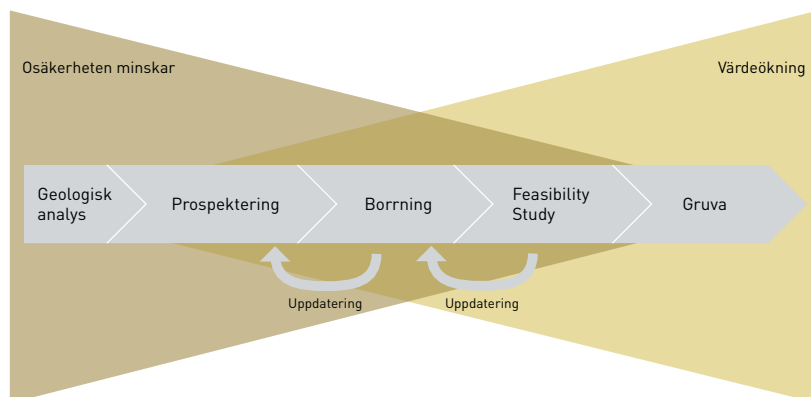 Osäkerheten minskar
Värdeökning
Geologisk
analys
Prospektering
Borrning
Feasibility
Study
Gruva
Uppdatering
Uppdatering